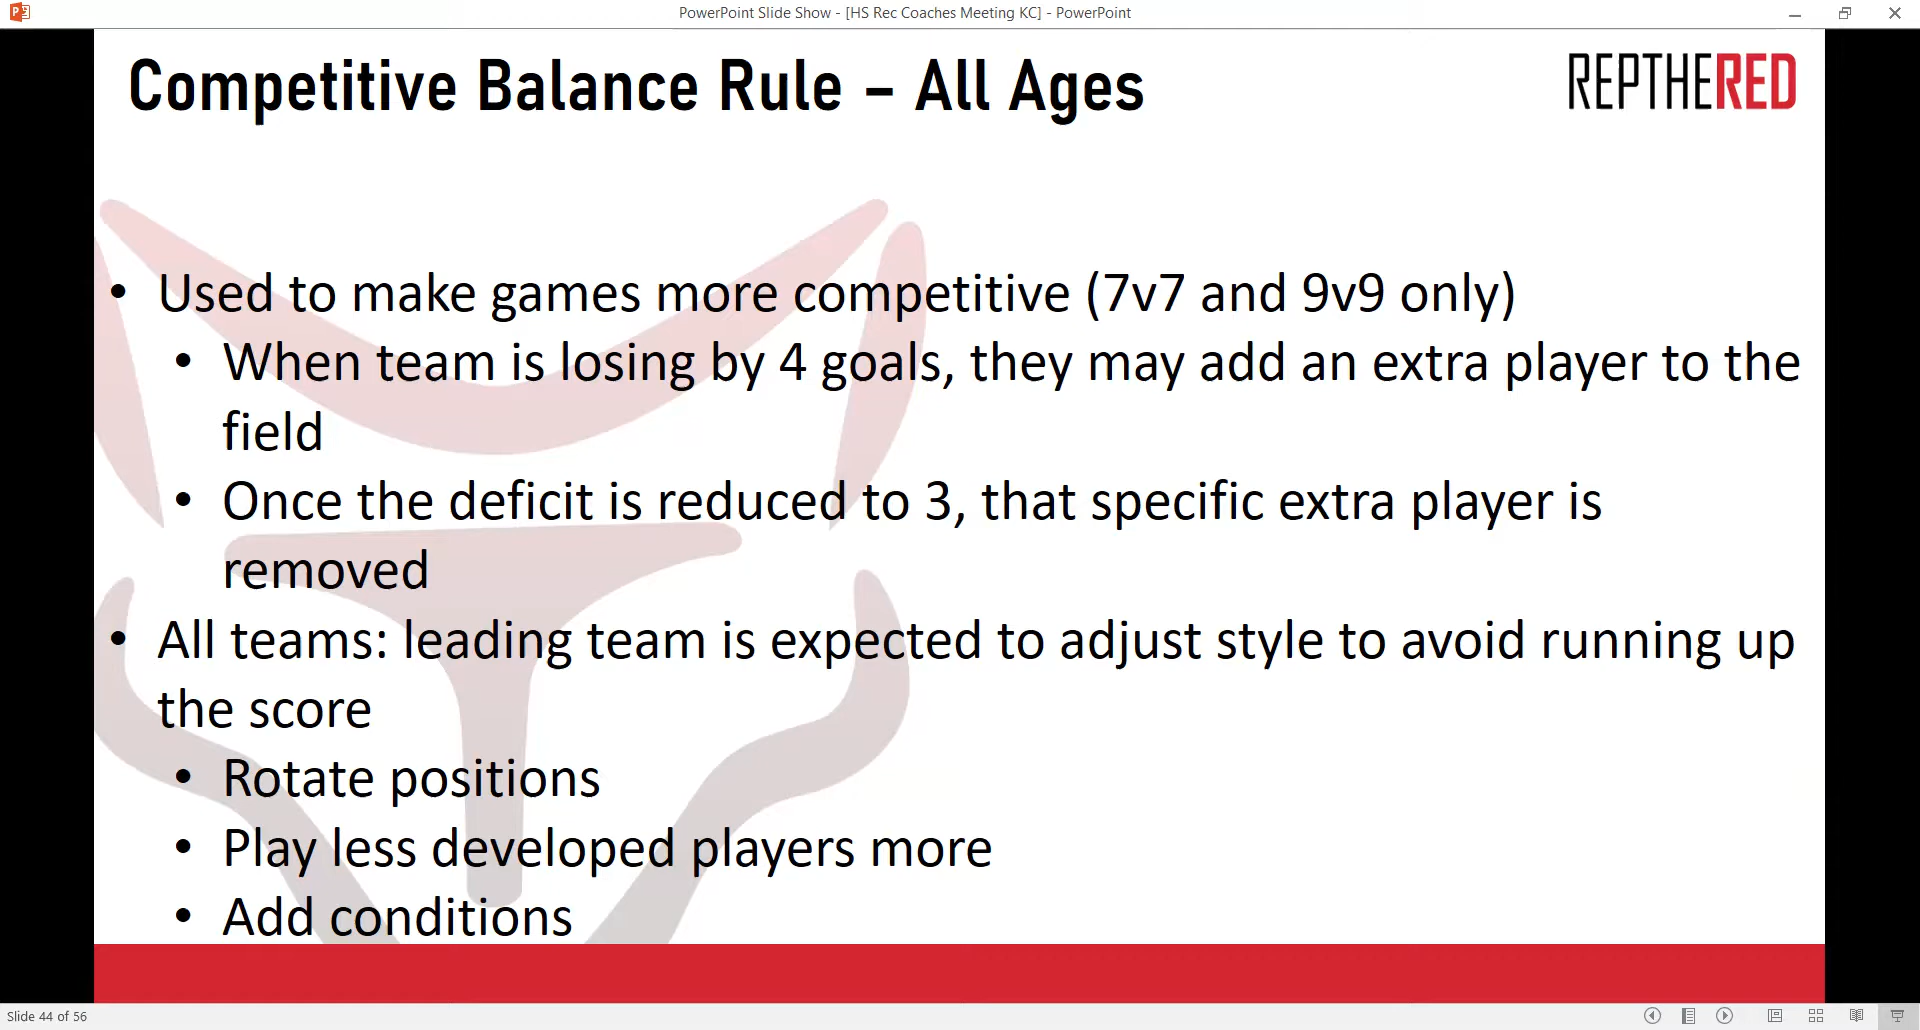 PowerPoint Slide Show - [HS Rec Coaches Meeting KC] - PowerPoint
Competitive Balance Rule – All Ages
REPTHERED
• Used to make games more competitive (7v7 and 9v9 only)
• When team is losing by 4 goals, they may add an extra player to the
field
• Once the deficit is reduced to 3, that specific extra player is
removed
• All teams: leading team is expected to adjust style to avoid running up
the score
• Rotate positions
• Play less developed players more
• Add conditions
Slide 44 of 56